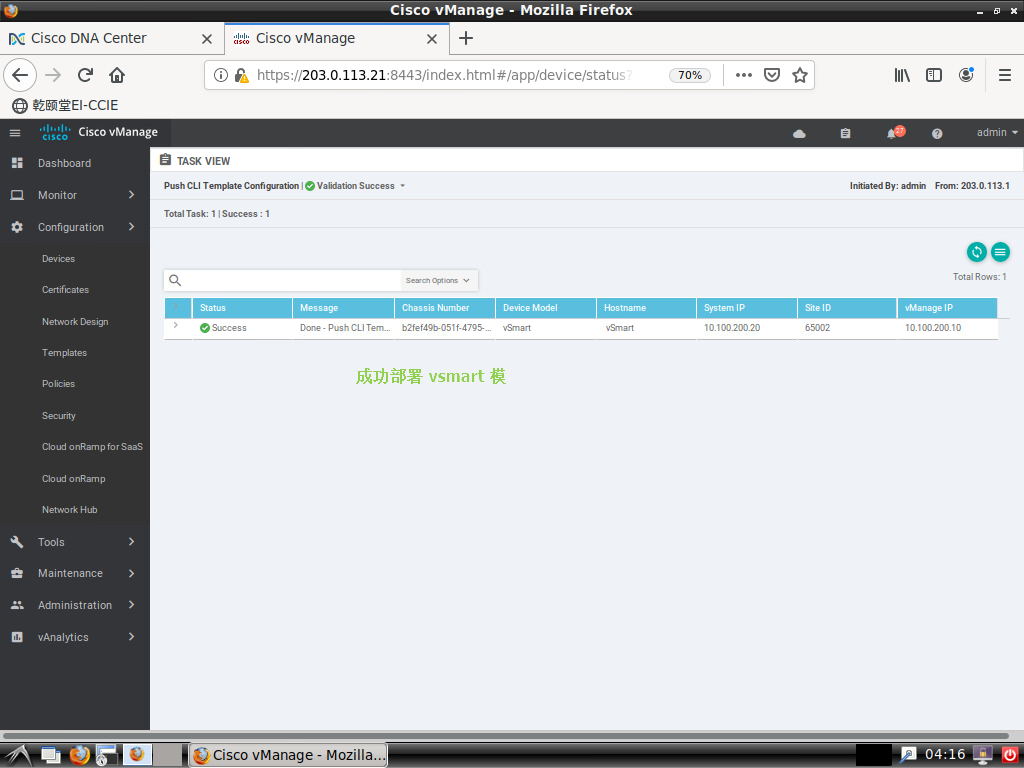 Cisco vManage - Mozilla Firefox
Cisco DNA Center
Cisco vManage
https://203.0.113.21:8443/index.html#/app/device/status?
70%
乾颐堂EI-CCIE
cisco
Cisco vManage
27
admin
Dashboard
Monitor
Configuration
Devices
Certificates
Network Design
Templates
Policies
Security
Cloud onRamp for SaaS
Cloud onRamp
Network Hub
Tools
Maintenance
Administration
vAnalytics
TASK VIEW
Push CLI Template Configuration | Validation Success
Initiated By: admin From: 203.0.113.1
Total Task: 1 | Success : 1
Search Options
Total Rows: 1
Status Message Chassis Number Device Model Hostname System IP Site ID vManage IP
Success Done - Push CLI Tem... b2fef49b-051f-4795-... vSmart vSmart 10.100.200.20 65002 10.100.200.10
成功部署 vsmart 模
Cisco vManage - Mozilla...
04:16